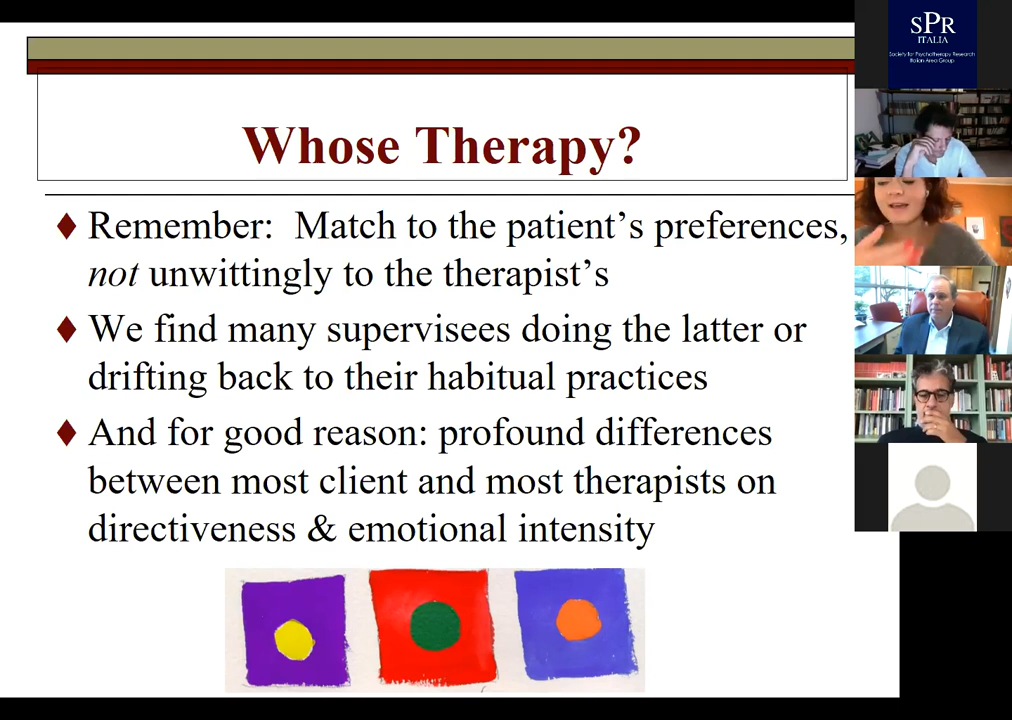 Whose Therapy?
Remember: Match to the patient’s preferences,
not unwittingly to the therapist’s
We find many supervisees doing the latter or
drifting back to their habitual practices
And for good reason: profound differences
between most client and most therapists on
directiveness & emotional intensity
SPR
ITALIA
Society for Psychotherapy Research
Italian Area Group